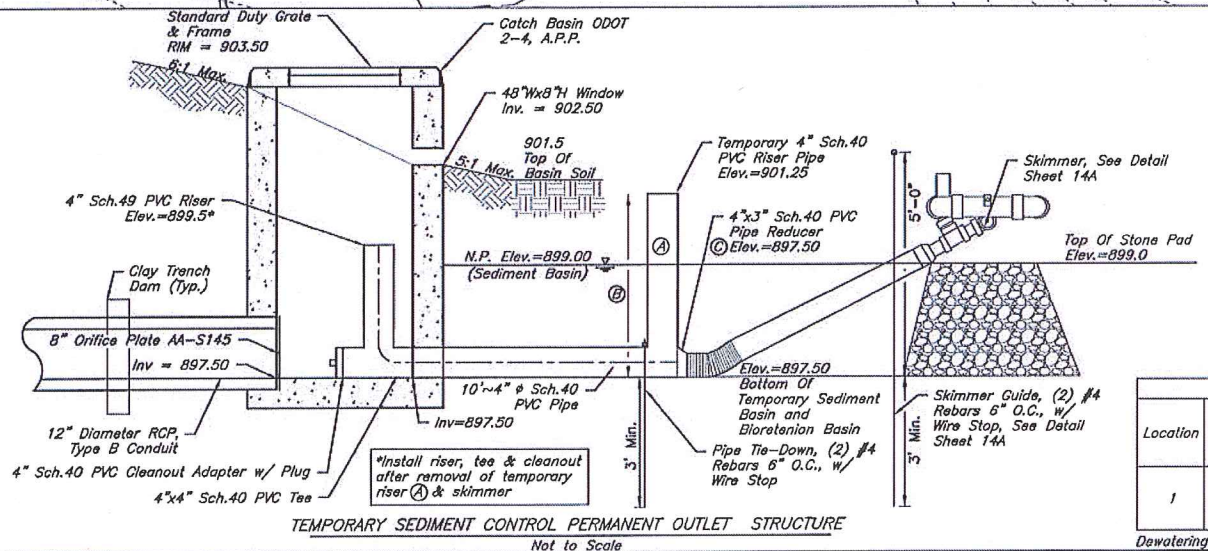 Standard Duty Grate
& Frame
RIM = 903.50
Catch Basin ODOT
2-4, A.P.P.
6:1 Max.
48"Wx8"H Window
Inv. = 902.50
901.5
Top Of
Basin Soil
5:1 Max.
Temporary 4" Sch.40
PVC Riser Pipe
Elev.=901.25
Skimmer, See Detail
Sheet 14A
5'-0"
4" Sch.49 PVC Riser
Elev.=899.5*
4"x3" Sch.40 PVC
Pipe Reducer
Elev.=897.50
A
B
C
N.P. Elev.=899.00
(Sediment Basin)
Top Of Stone Pad
Elev.=899.0
Clay Trench
Dam (Typ.)
8" Orifice Plate AA-S145
Inv = 897.50
10'~4" ø Sch.40
PVC Pipe
Elev.=897.50
Bottom Of
Temporary Sediment
Basin and
Bioretenion Basin
Skimmer Guide, (2) #4
Rebars 6" O.C., w/
Wire Stop, See Detail
Sheet 14A
12" Diameter RCP,
Type B Conduit
Inv=897.50
3' Min.
3' Min.
Pipe Tie-Down, (2) #4
Rebars 6" O.C., w/
Wire Stop
4" Sch.40 PVC Cleanout Adapter w/ Plug
4"x4" Sch.40 PVC Tee
*Install riser, tee & cleanout
after removal of temporary
riser A & skimmer
Location
1
Dewatering
TEMPORARY SEDIMENT CONTROL PERMANENT OUTLET STRUCTURE
Not to Scale